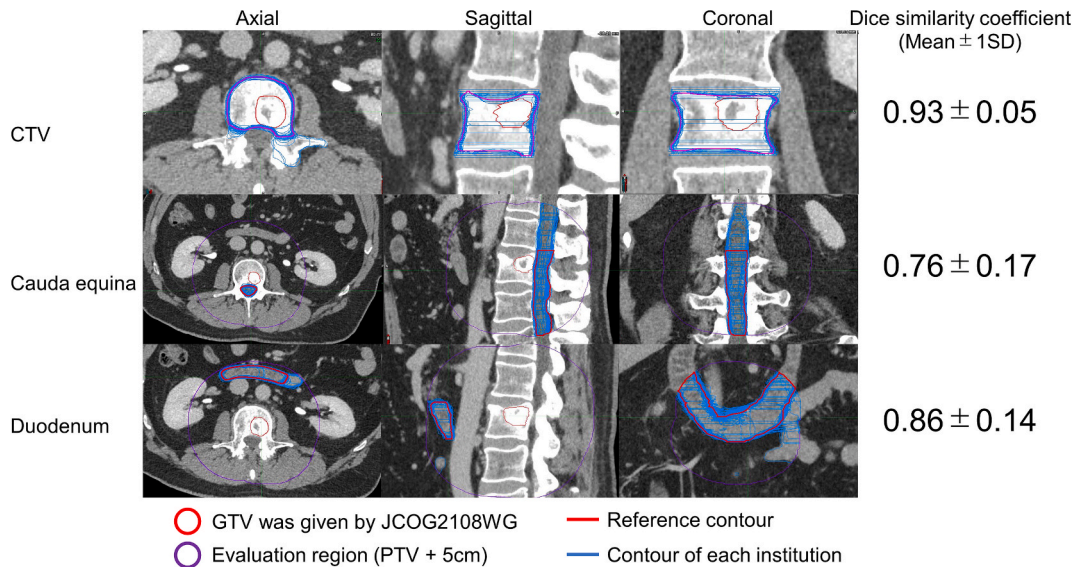 Axial Sagittal Coronal Dice similarity coefficient
(Mean ± 1SD)
CTV 0.93 ± 0.05
Cauda equina 0.76 ± 0.17
Duodenum 0.86 ± 0.14
GTV was given by JCOG2108WG Reference contour
Evaluation region (PTV + 5cm) Contour of each institution